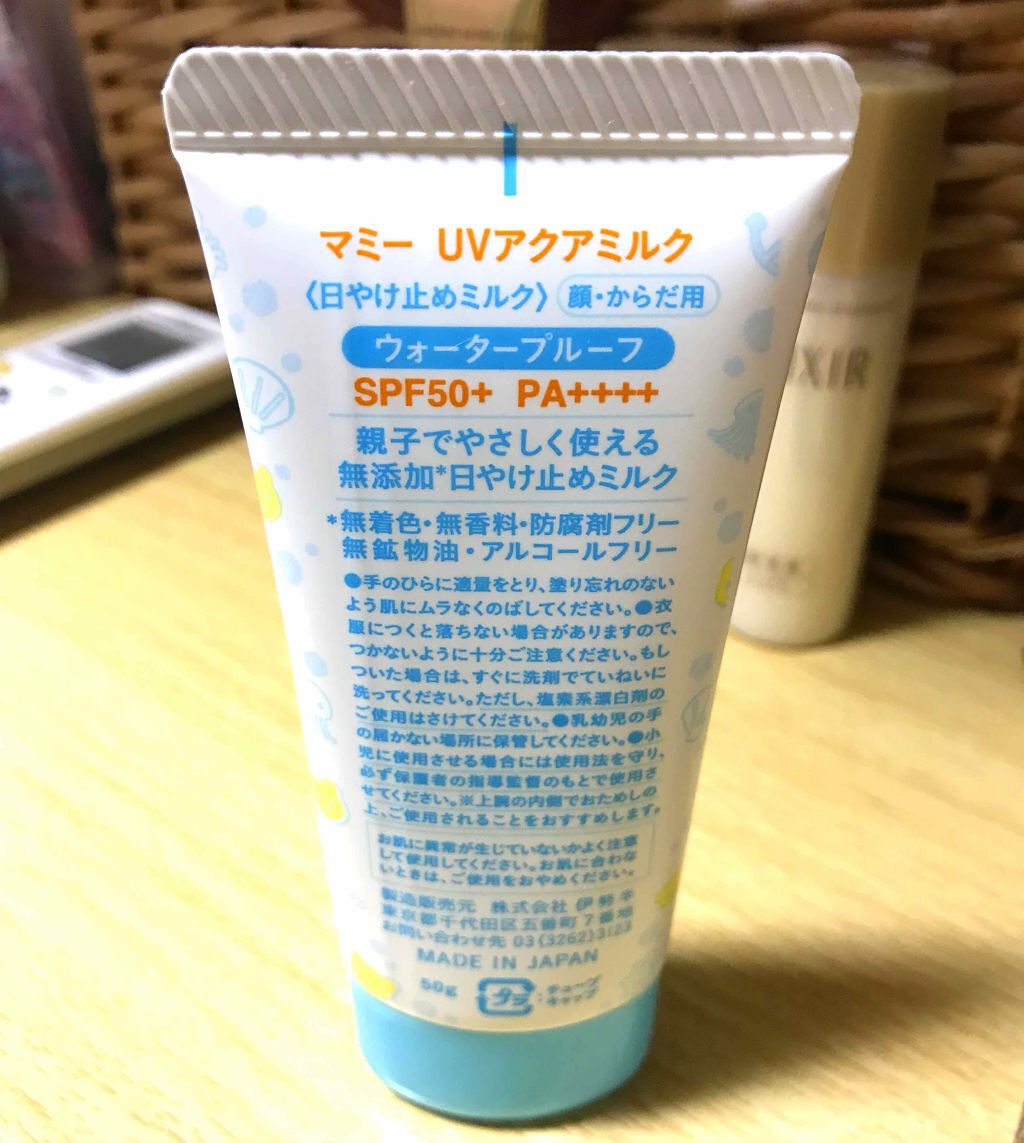 マミー UVアクアミルク
〈日やけ止めミルク〉 顔・からだ用
ウォータープルーフ
SPF50+ PA++++
親子でやさしく使える
無添加*日やけ止めミルク
*無着色・無香料・防腐剤フリー
無鉱物油・アルコールフリー
●手のひらに適量をとり、塗り忘れのない
よう肌にムラなくのばしてください。●衣
服につくと落ちない場合がありますので、
つかないように十分ご注意ください。もし
ついた場合は、すぐに洗剤でていねいに
洗ってください。ただし、塩素系漂白剤の
ご使用はさけてください。●乳幼児の手
の届かない場所に保管してください。●小
児に使用させる場合には使用法を守り、
必ず保護者の指導監督のもとで使用さ
せてください。※上腕の内側でおためしの
上、ご使用されることをおすすめします。
お肌に異常が生じていないかよく注意
して使用してください。お肌に合わな
いときは、ご使用をおやめください。
製造販売元 株式会社 伊勢半
東京都千代田区五番町7番地
お問い合わせ先 03(3262)3123
MADE IN JAPAN
50g プラ :チューブ
キャップ
XIR